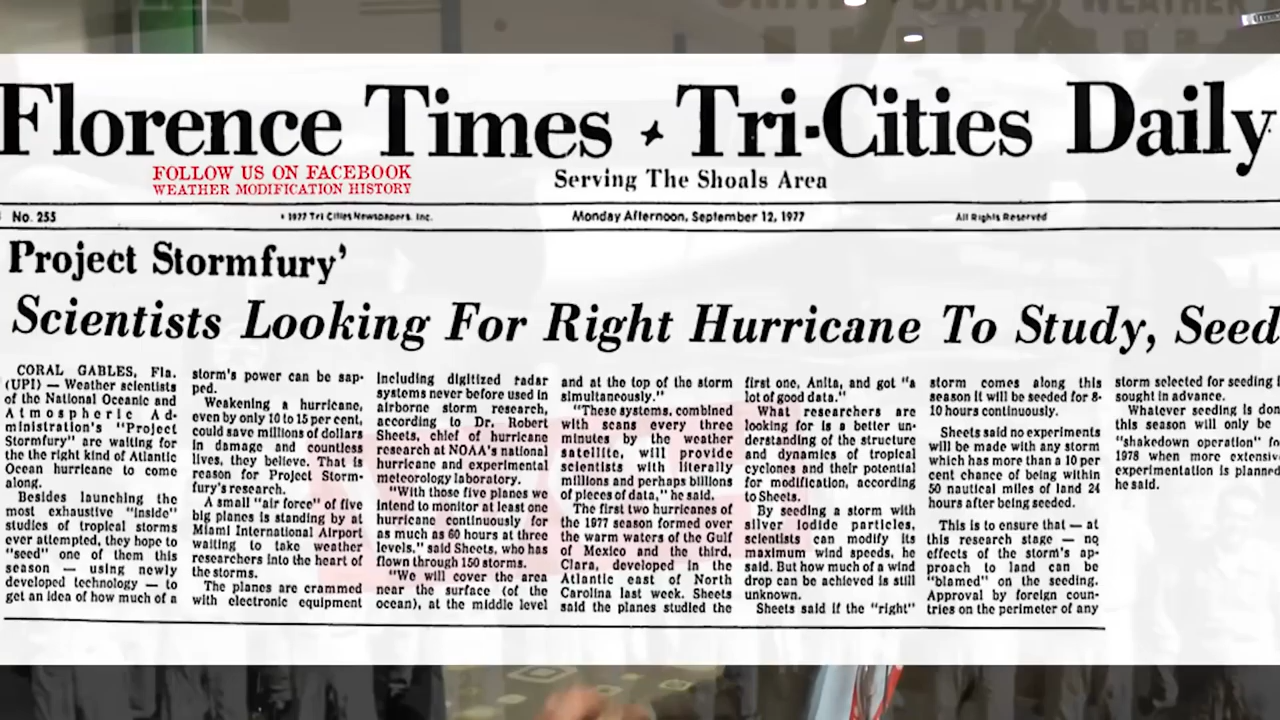 UNITED STATES WEATHER
Florence Times + Tri-Cities Daily
FOLLOW US ON FACEBOOK
WEATHER MODIFICATION HISTORY
Serving The Shoals Area
No. 255
• 1977 Tri Cities Newspapers, Inc.
Monday Afternoon, September 12, 1977
All Rights Reserved
Project Stormfury'
Scientists Looking For Right Hurricane To Study, Seed
CORAL GABLES, Fla.
(UPI) — Weather scientists
of the National Oceanic and
Atmospheric Ad-
ministration's "Project
Stormfury" are waiting for
the the right kind of Atlantic
Ocean hurricane to come
along.
Besides launching the
most exhaustive "inside"
studies of tropical storms
ever attempted, they hope to
"seed" one of them this
season — using newly
developed technology — to
get an idea of how much of a
storm's power can be sap-
ped.
Weakening a hurricane,
even by only 10 to 15 per cent,
could save millions of dollars
in damage and countless
lives, they believe. That is
reason for Project Storm-
fury's research.
A small "air force" of five
big planes is standing by at
Miami International Airport
waiting to take weather
researchers into the heart of
the storms.
The planes are crammed
with electronic equipment
including digitized radar
systems never before used in
airborne storm research,
according to Dr. Robert
Sheets, chief of hurricane
research at NOAA's national
hurricane and experimental
meteorology laboratory.
"With those five planes we
intend to monitor at least one
hurricane continuously for
as much as 60 hours at three
levels," said Sheets, who has
flown through 150 storms.
"We will cover the area
near the surface (of the
ocean), at the middle level
and at the top of the storm
simultaneously."
"These systems, combined
with scans every three
minutes by the weather
satellite, will provide
scientists with literally
millions and perhaps billions
of pieces of data," he said.
The first two hurricanes of
the 1977 season formed over
the warm waters of the Gulf
of Mexico and the third,
Clara, developed in the
Atlantic east of North
Carolina last week. Sheets
said the planes studied the
first one, Anita, and got "a
lot of good data."
What researchers are
looking for is a better un-
derstanding of the structure
and dynamics of tropical
cyclones and their potential
for modification, according
to Sheets.
By seeding a storm with
silver iodide particles,
scientists can modify its
maximum wind speeds, he
said. But how much of a wind
drop can be achieved is still
unknown.
Sheets said if the "right"
storm comes along this
season it will be seeded for 8-
10 hours continuously.
Sheets said no experiments
will be made with any storm
which has more than a 10 per
cent chance of being within
50 nautical miles of land 24
hours after being seeded.
This is to ensure that — at
this research stage — no
effects of the storm's ap-
proach to land can be
"blamed" on the seeding.
Approval by foreign coun-
tries on the perimeter of any
storm selected for seeding
sought in advance.
Whatever seeding is don
this season will only be
"shakedown operation" fo
1978 when more extensiv
experimentation is planned
he said.